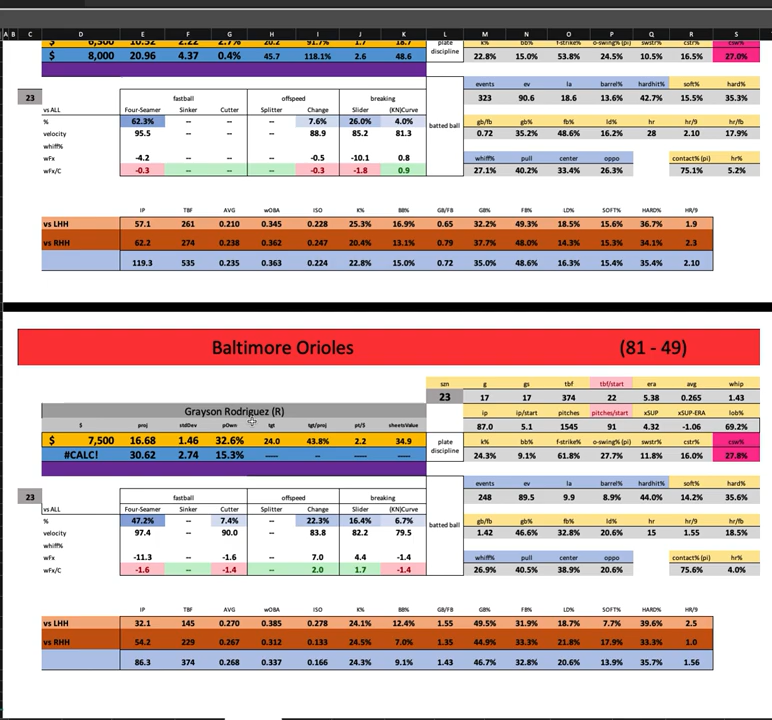 A B C D E F G H I J K L M N O P Q R S
$ 6,500 10.52 2.22 2.7% 20.2 91.7% 1.7 18.7 plate discipline k% bb% f-strike% o-swing% (pi) swstr% cstr% csw%
$ 8,000 20.96 4.37 0.4% 45.7 118.1% 2.6 48.6 22.8% 15.0% 53.8% 24.5% 10.5% 16.5% 27.0%
events ev la barrel% hardhit% soft% hard%
23 fastball offspeed breaking 323 90.6 18.6 13.6% 42.7% 15.5% 35.3%
vs ALL Four-Seamer Sinker Cutter Splitter Change Slider (KN)Curve
% 62.3% -- -- -- 7.6% 26.0% 4.0% batted ball gb/fb gb% fb% ld% hr hr/9 hr/fb
velocity 95.5 -- -- -- 88.9 85.2 81.3 0.72 35.2% 48.6% 16.2% 28 2.10 17.9%
whiff%
wFx -4.2 -- -- -- -0.5 -10.1 0.8 whiff% pull center oppo contact% (pi) hr%
wFx/C -0.3 -- -- -- -0.3 -1.8 0.9 27.1% 40.2% 33.4% 26.3% 75.1% 5.2%
IP TBF AVG wOBA ISO K% BB% GB/FB GB% FB% LD% SOFT% HARD% HR/9
vs LHH 57.1 261 0.210 0.345 0.228 25.3% 16.9% 0.65 32.2% 49.3% 18.5% 15.6% 36.7% 1.9
vs RHH 62.2 274 0.238 0.362 0.247 20.4% 13.1% 0.79 37.7% 48.0% 14.3% 15.3% 34.1% 2.3
119.3 535 0.235 0.363 0.224 22.8% 15.0% 0.72 35.0% 48.6% 16.3% 15.4% 35.4% 2.10
Baltimore Orioles (81 - 49)
szn g gs tbf tbf/start era avg whip
23 17 17 374 22 5.38 0.265 1.43
Grayson Rodriguez (R) ip ip/start pitches pitches/start xSUP xSUP-ERA lob%
$ proj stdDev pOwn tgt tgt/proj pt/$ sheetsValue 87.0 5.1 1545 91 4.32 -1.06 69.2%
$ 7,500 16.68 1.46 32.6% 24.0 43.8% 2.2 34.9 plate discipline k% bb% f-strike% o-swing% (pi) swstr% cstr% csw%
#CALC! 30.62 2.74 15.3% ---- ---- ---- ---- 24.3% 9.1% 61.8% 27.7% 11.8% 16.0% 27.8%
events ev la barrel% hardhit% soft% hard%
23 fastball offspeed breaking 248 89.5 9.9 8.9% 44.0% 14.2% 35.6%
vs ALL Four-Seamer Sinker Cutter Splitter Change Slider (KN)Curve
% 47.2% -- 7.4% -- 22.3% 16.4% 6.7% batted ball gb/fb gb% fb% ld% hr hr/9 hr/fb
velocity 97.4 -- 90.0 -- 83.8 82.2 79.5 1.42 46.6% 32.8% 20.6% 15 1.55 18.5%
whiff%
wFx -11.3 -- -1.6 -- 7.0 4.4 -1.4 whiff% pull center oppo contact% (pi) hr%
wFx/C -1.6 -- -1.4 -- 2.0 1.7 -1.4 26.9% 40.5% 38.9% 20.6% 75.6% 4.0%
IP TBF AVG wOBA ISO K% BB% GB/FB GB% FB% LD% SOFT% HARD% HR/9
vs LHH 32.1 145 0.270 0.385 0.278 24.1% 12.4% 1.55 49.5% 31.9% 18.7% 7.7% 39.6% 2.5
vs RHH 54.2 229 0.267 0.312 0.133 24.5% 7.0% 1.35 44.9% 33.3% 21.8% 17.9% 33.3% 1.0
86.3 374 0.268 0.337 0.166 24.3% 9.1% 1.43 46.7% 32.8% 20.6% 13.9% 35.7% 1.56